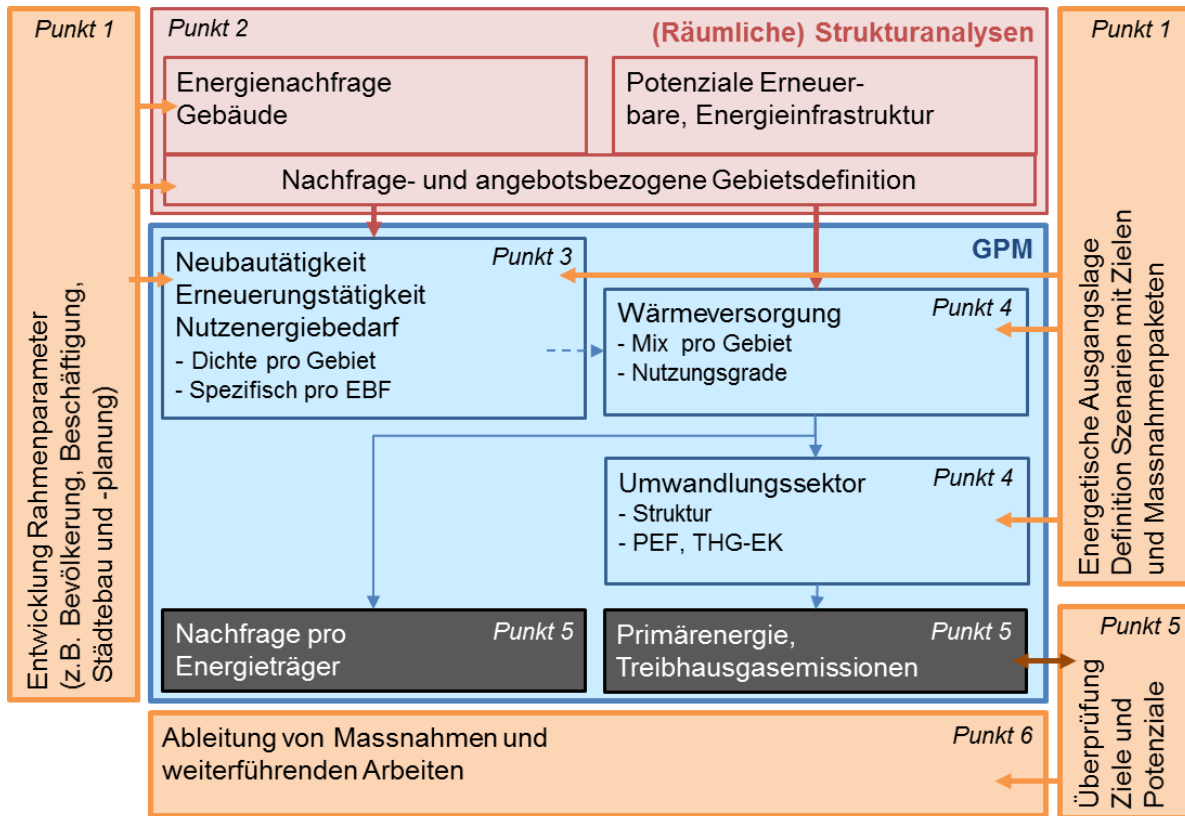 Punkt 1
Entwicklung Rahmenparameter
(z.B. Bevölkerung, Beschäftigung,
Städtebau und -planung)
Punkt 2
(Räumliche) Strukturanalysen
Energienachfrage
Gebäude
Potenziale Erneuer-
bare, Energieinfrastruktur
Nachfrage- und angebotsbezogene Gebietsdefinition
GPM
Punkt 3
Neubautätigkeit
Erneuerungstätigkeit
Nutzenergiebedarf
- Dichte pro Gebiet
- Spezifisch pro EBF
Wärmeversorgung
Punkt 4
- Mix pro Gebiet
- Nutzungsgrade
Umwandlungssektor
Punkt 4
- Struktur
- PEF, THG-EK
Nachfrage pro
Energieträger
Punkt 5
Primärenergie,
Treibhausgasemissionen
Punkt 5
Ableitung von Massnahmen und
weiterführenden Arbeiten
Punkt 6
Punkt 1
Energetische Ausgangslage
Definition Szenarien mit Zielen
und Massnahmenpaketen
Punkt 5
Überprüfung
Ziele und
Potenziale